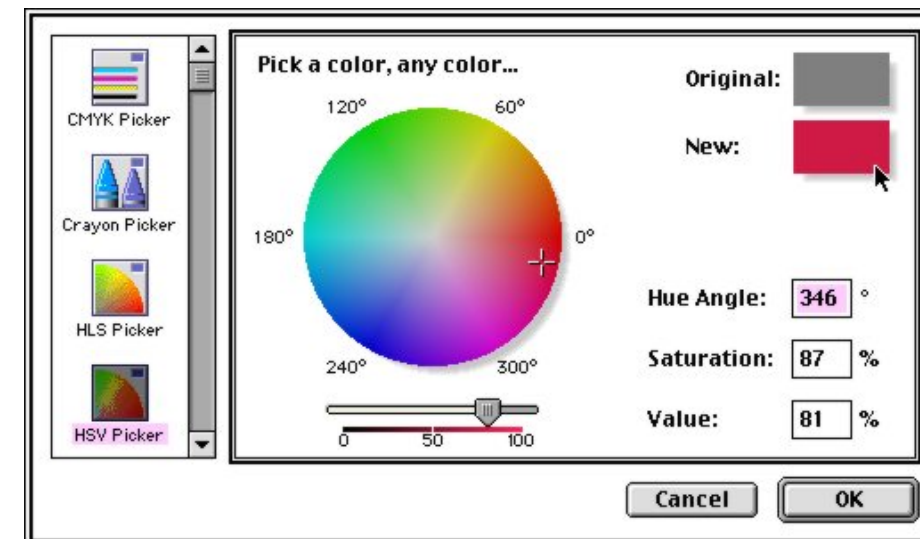 CMYK Picker
Crayon Picker
HLS Picker
HSV Picker
Pick a color, any color...
120°
60°
180°
0°
240°
300°
0
50
100
Original:
New:
Hue Angle: 346 °
Saturation: 87 %
Value: 81 %
Cancel
OK